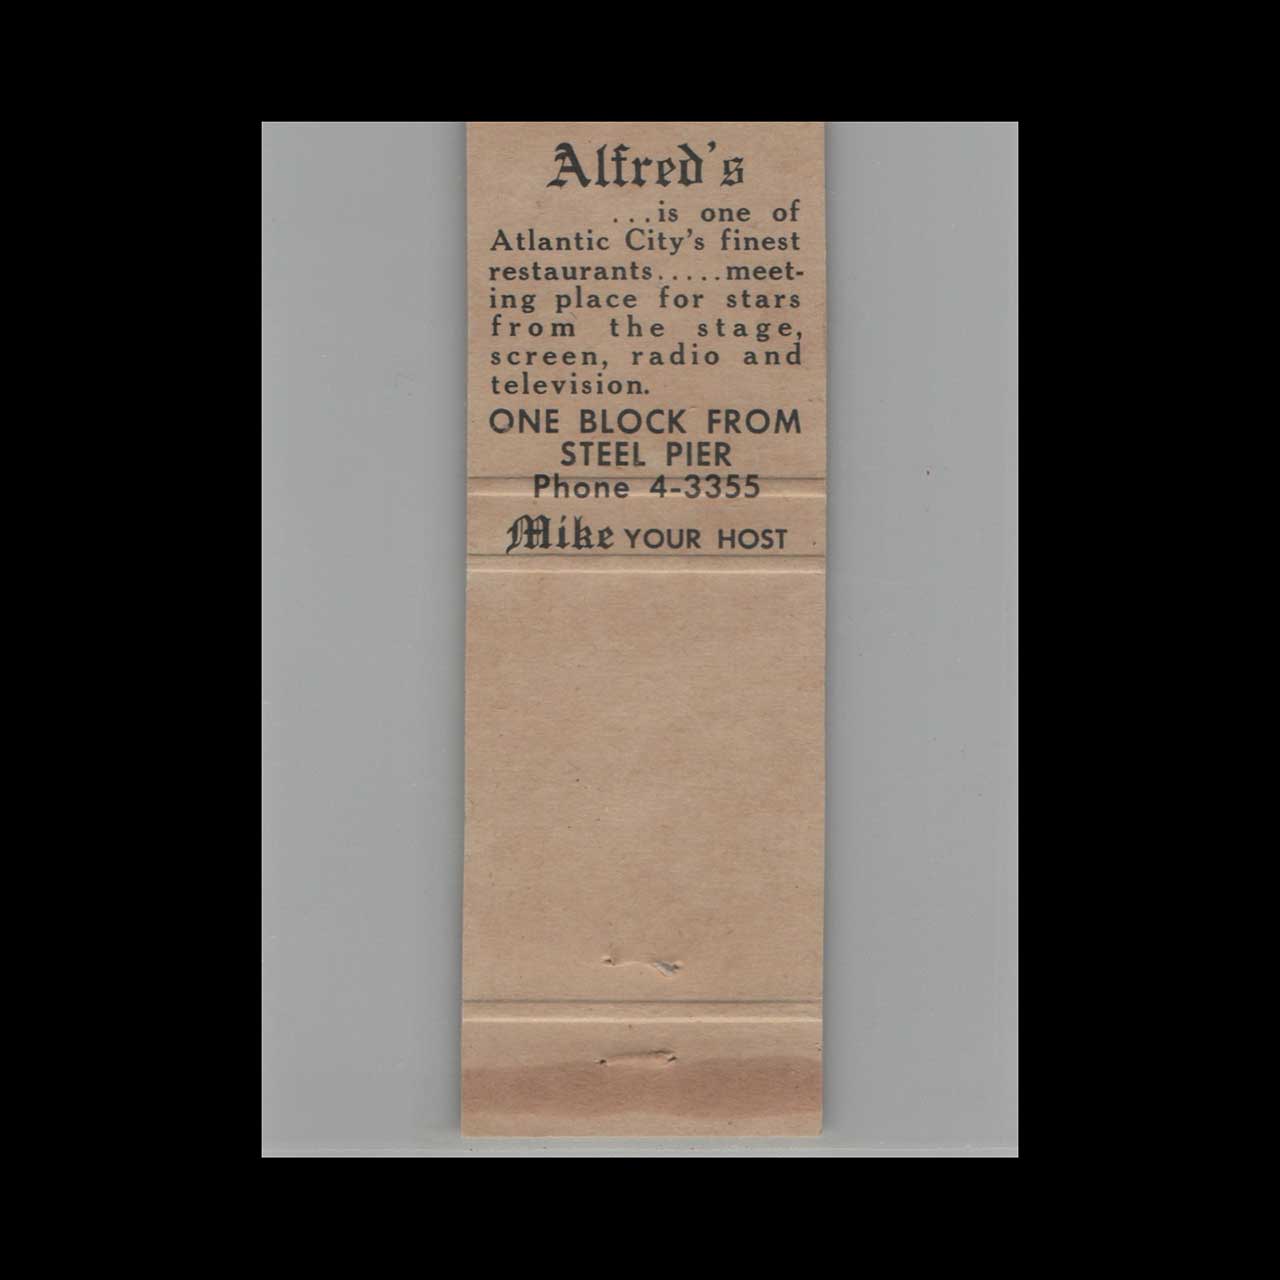 Alfred's
...is one of
Atlantic City's finest
restaurants.....meet-
ing place for stars
from the stage,
screen, radio and
television.
ONE BLOCK FROM
STEEL PIER
Phone 4-3355
Mike YOUR HOST